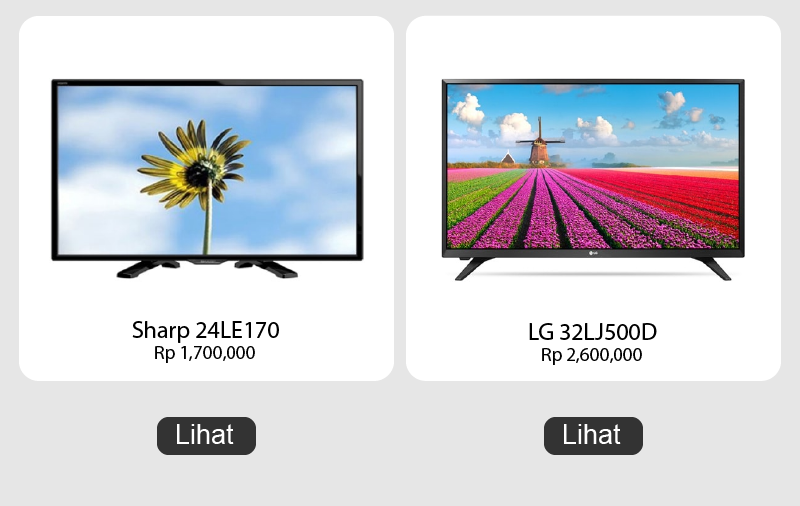 Sharp 24LE170
Rp 1,700,000
Lihat
LG 32LJ500D
Rp 2,600,000
Lihat